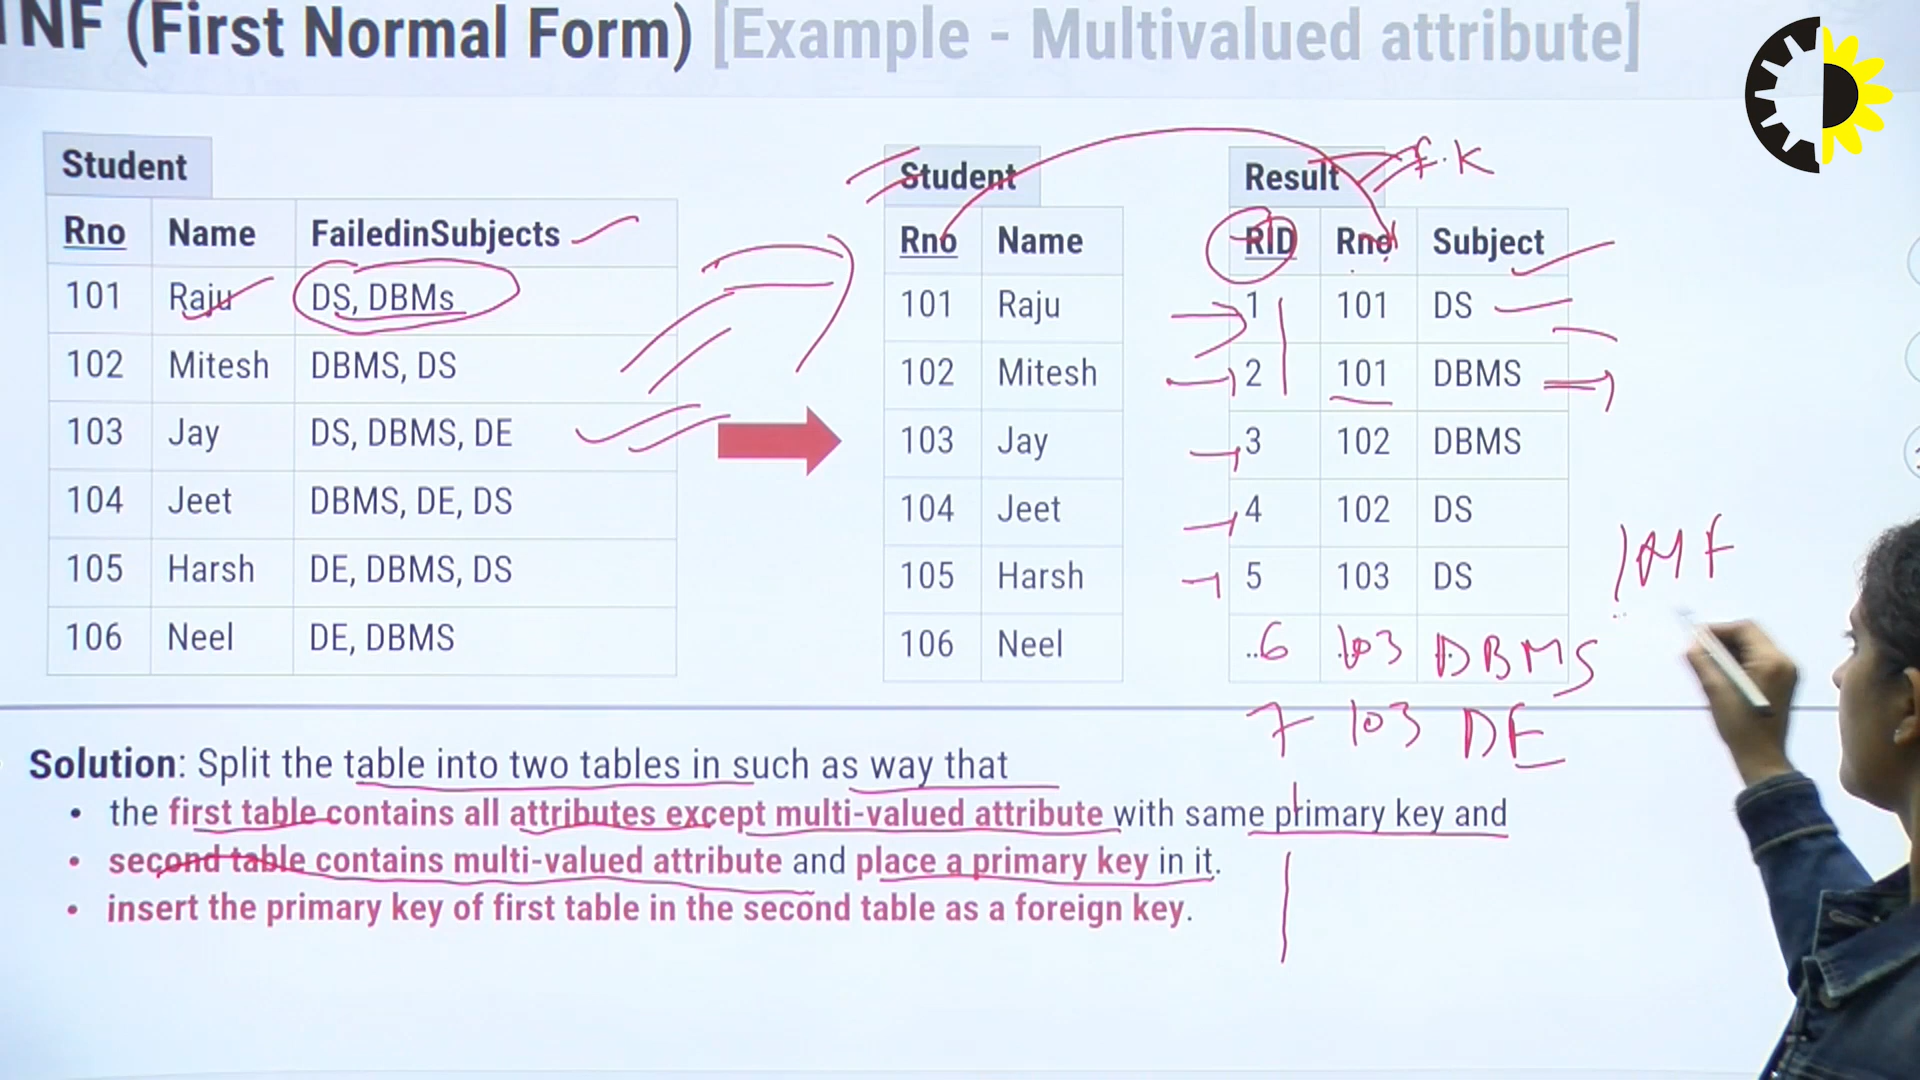 1NF (First Normal Form) [Example - Multivalued attribute]
Student
Rno Name FailedinSubjects
101 Raju DS, DBMs
102 Mitesh DBMS, DS
103 Jay DS, DBMS, DE
104 Jeet DBMS, DE, DS
105 Harsh DE, DBMS, DS
106 Neel DE, DBMS
Student
Rno Name
101 Raju
102 Mitesh
103 Jay
104 Jeet
105 Harsh
106 Neel
Result
f.K
RID Rno Subject
1 101 DS
2 101 DBMS
3 102 DBMS
4 102 DS
5 103 DS
6 103 DBMS
7 103 DE
1NF
Solution: Split the table into two tables in such as way that
• the first table contains all attributes except multi-valued attribute with same primary key and
• second table contains multi-valued attribute and place a primary key in it.
• insert the primary key of first table in the second table as a foreign key.